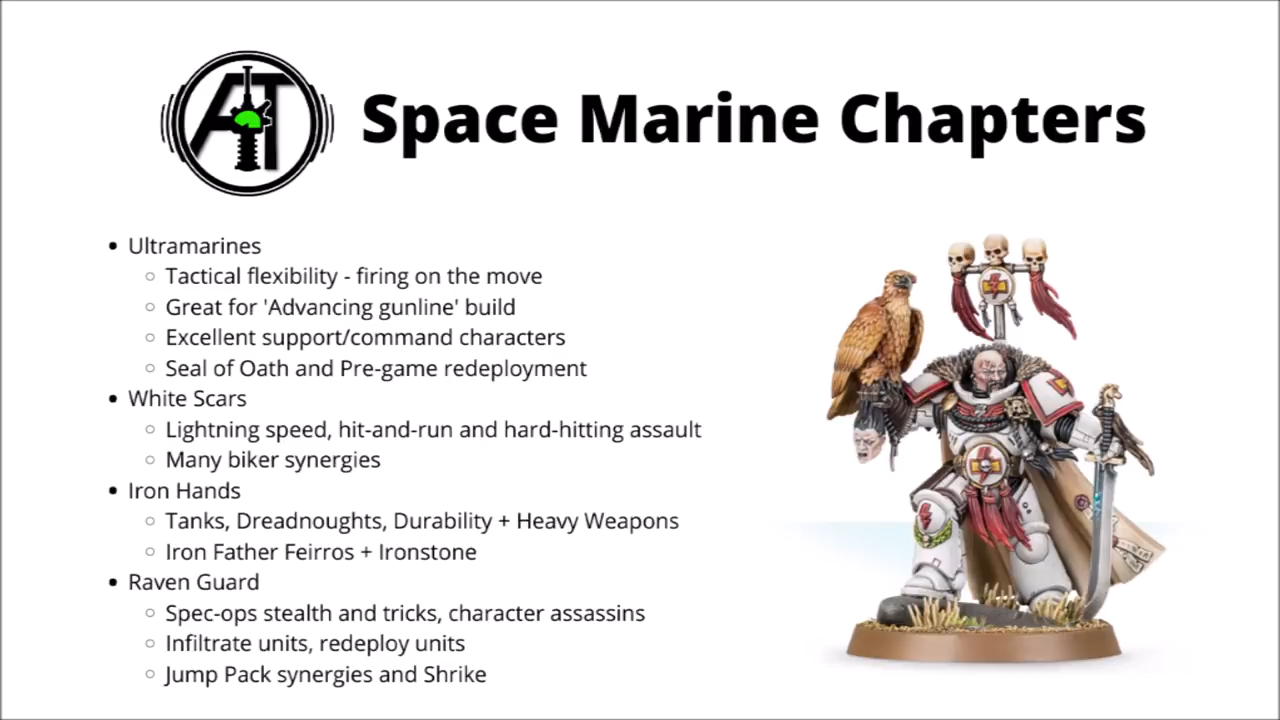 AT
Space Marine Chapters
• Ultramarines
○ Tactical flexibility - firing on the move
○ Great for 'Advancing gunline' build
○ Excellent support/command characters
○ Seal of Oath and Pre-game redeployment
• White Scars
○ Lightning speed, hit-and-run and hard-hitting assault
○ Many biker synergies
• Iron Hands
○ Tanks, Dreadnoughts, Durability + Heavy Weapons
○ Iron Father Feirros + Ironstone
• Raven Guard
○ Spec-ops stealth and tricks, character assassins
○ Infiltrate units, redeploy units
○ Jump Pack synergies and Shrike